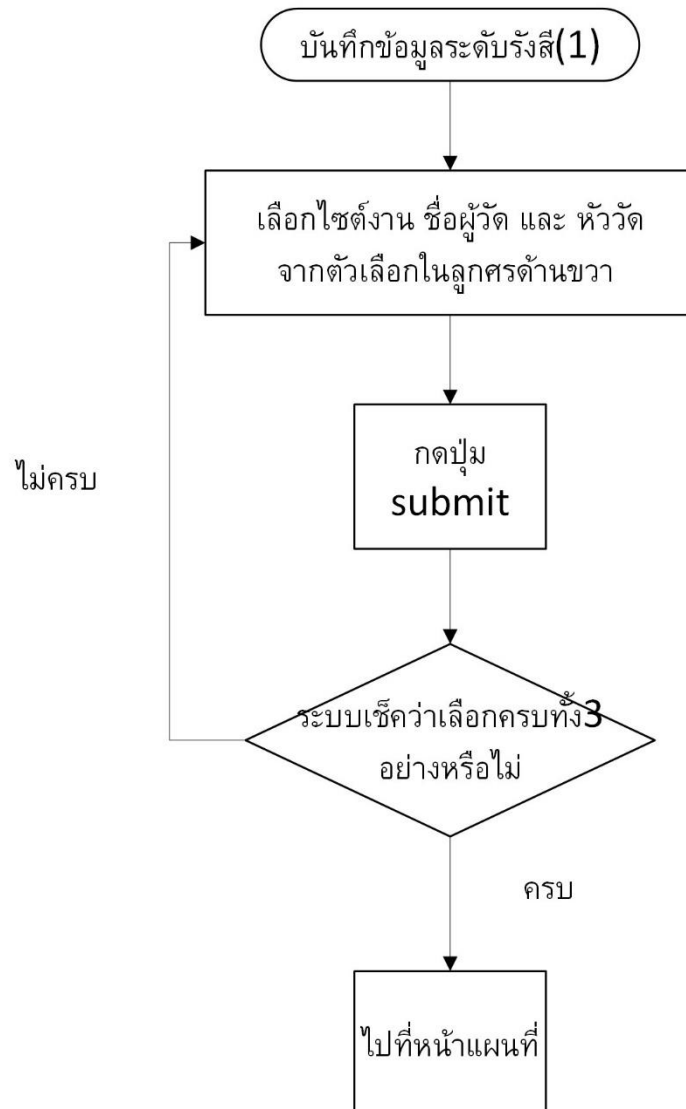 บันทึกข้อมูลระดับรังสี(1)
เลือกไซต์งาน ชื่อผู้วัด และ หัววัด
จากตัวเลือกในลูกศรด้านขวา
กดปุ่ม
submit
ไม่ครบ
ระบบเช็คว่าเลือกครบทั้ง3
อย่างหรือไม่
ครบ
ไปที่หน้าแผนที่